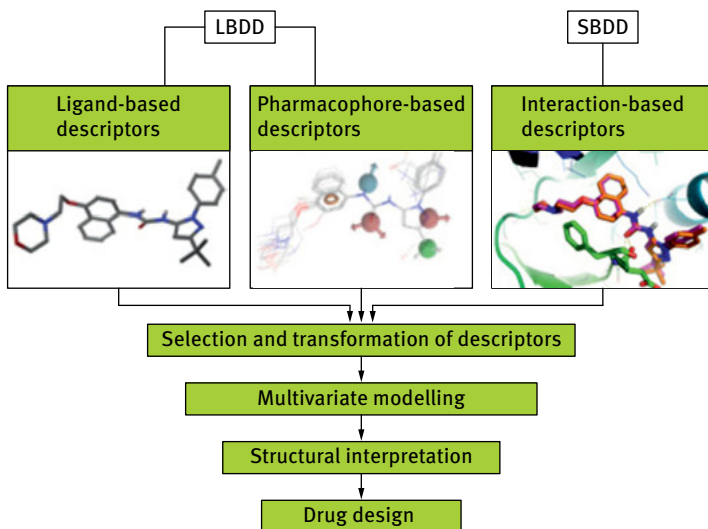 LBDD
SBDD
Ligand-based
descriptors
Pharmacophore-based
descriptors
Interaction-based
descriptors
Selection and transformation of descriptors
Multivariate modelling
Structural interpretation
Drug design